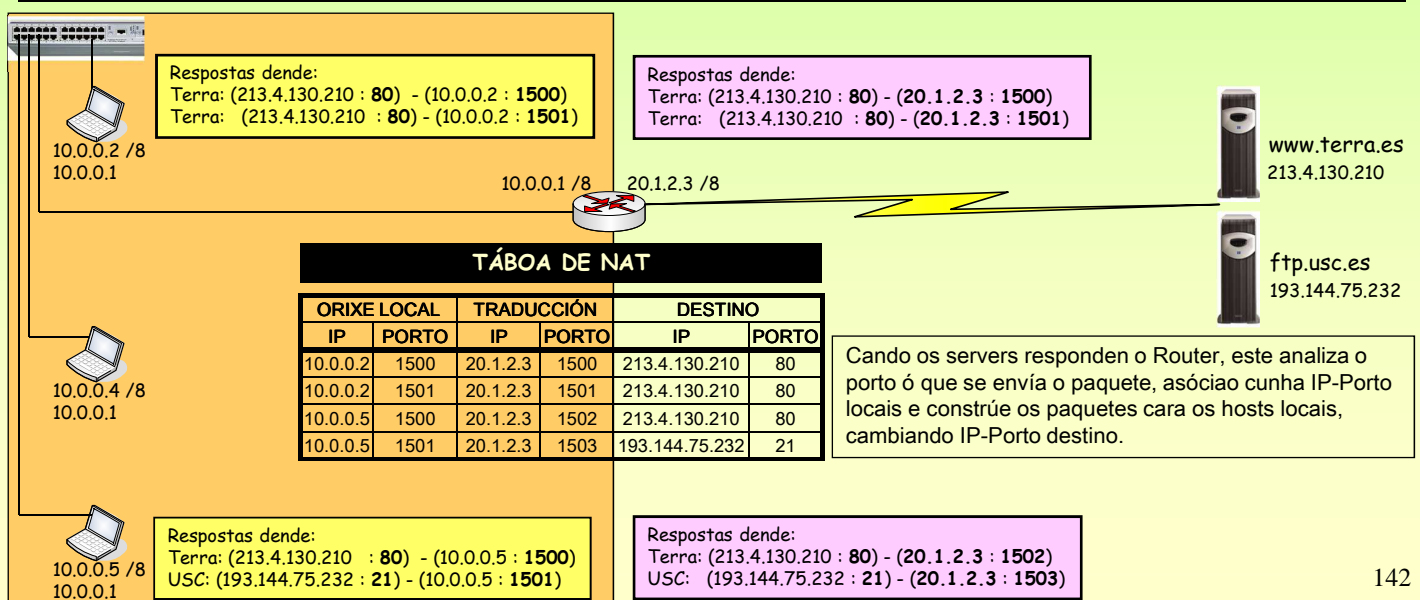 Respostas dende:
Terra: (213.4.130.210 : 80) - (10.0.0.2 : 1500)
Terra: (213.4.130.210 : 80) - (10.0.0.2 : 1501)
Respostas dende:
Terra: (213.4.130.210 : 80) - (20.1.2.3 : 1500)
Terra: (213.4.130.210 : 80) - (20.1.2.3 : 1501)
10.0.0.2 /8
10.0.0.1
10.0.0.1 /8
20.1.2.3 /8
www.terra.es
213.4.130.210
TÁBOA DE NAT
ORIXE LOCAL TRADUCCIÓN DESTINO
IP PORTO IP PORTO IP PORTO
10.0.0.2 1500 20.1.2.3 1500 213.4.130.210 80
10.0.0.2 1501 20.1.2.3 1501 213.4.130.210 80
10.0.0.5 1500 20.1.2.3 1502 213.4.130.210 80
10.0.0.5 1501 20.1.2.3 1503 193.144.75.232 21
ftp.usc.es
193.144.75.232
10.0.0.4 /8
10.0.0.1
Cando os servers responden o Router, este analiza o
porto ó que se envía o paquete, asóciao cunha IP-Porto
locais e constrúe os paquetes cara os hosts locais,
cambiando IP-Porto destino.
10.0.0.5 /8
10.0.0.1
Respostas dende:
Terra: (213.4.130.210 : 80) - (10.0.0.5 : 1500)
USC: (193.144.75.232 : 21) - (10.0.0.5 : 1501)
Respostas dende:
Terra: (213.4.130.210 : 80) - (20.1.2.3 : 1502)
USC: (193.144.75.232 : 21) - (20.1.2.3 : 1503)
142